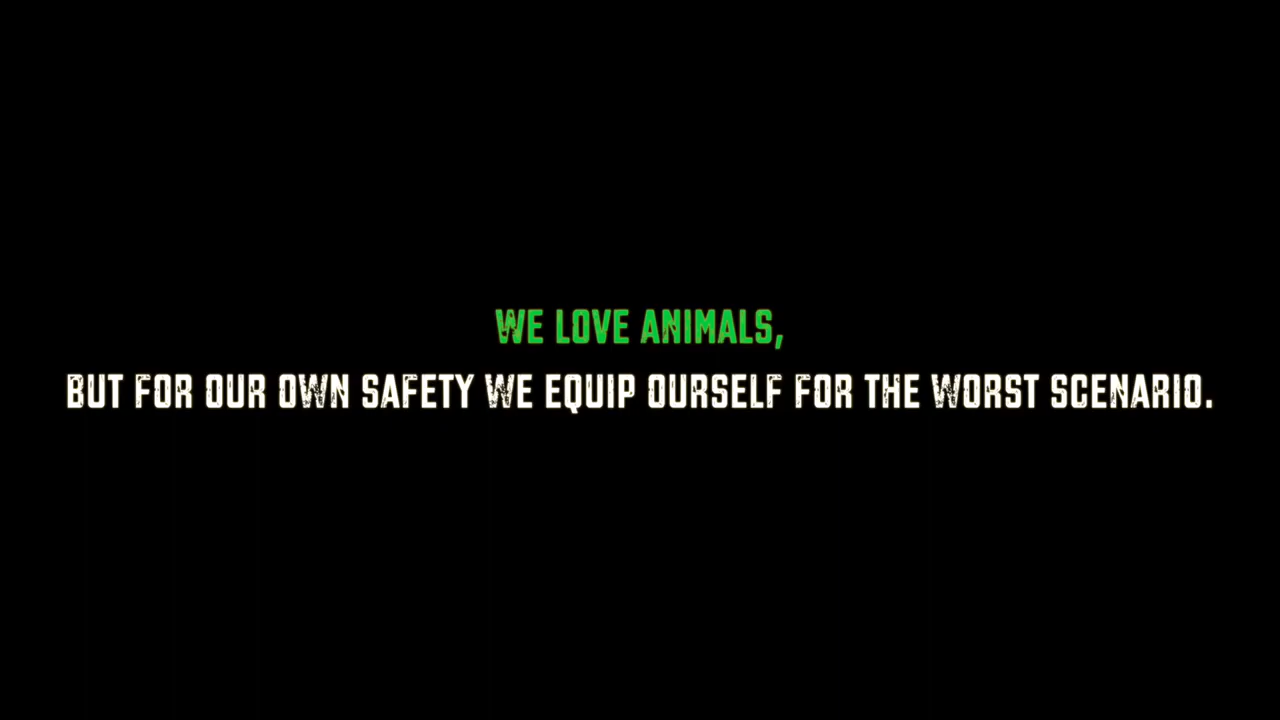 WE LOVE ANIMALS,
BUT FOR OUR OWN SAFETY WE EQUIP OURSELF FOR THE WORST SCENARIO.